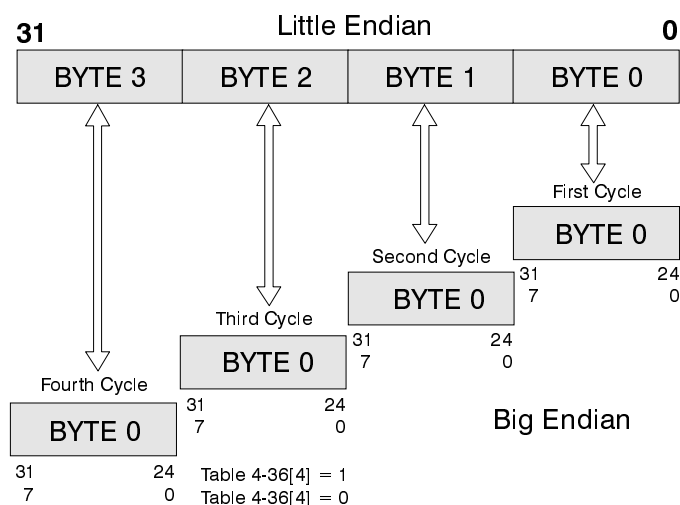 Little Endian
31 0
BYTE 3 BYTE 2 BYTE 1 BYTE 0
First Cycle
BYTE 0
31 24
7 0
Second Cycle
BYTE 0
31 24
7 0
Third Cycle
BYTE 0
31 24
7 0
Fourth Cycle
BYTE 0
31 24
7 0
Big Endian
Table 4-36[4] = 1
Table 4-36[4] = 0